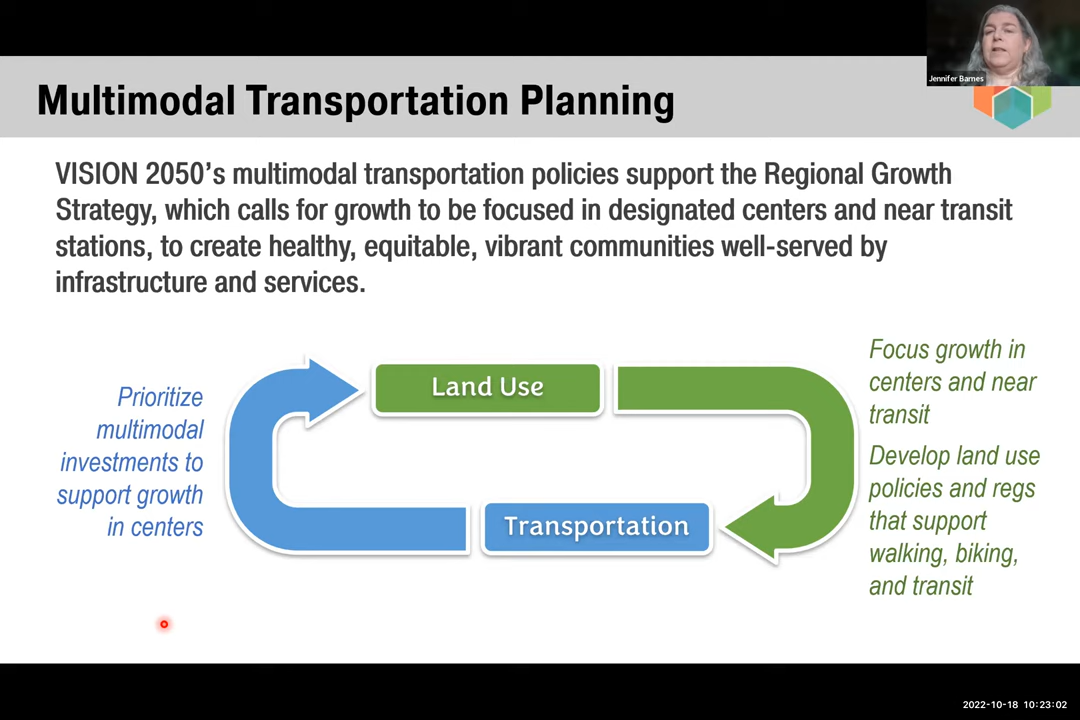 Jennifer Barnes
Multimodal Transportation Planning
VISION 2050’s multimodal transportation policies support the Regional Growth
Strategy, which calls for growth to be focused in designated centers and near transit
stations, to create healthy, equitable, vibrant communities well-served by
infrastructure and services.
Prioritize
multimodal
investments to
support growth
in centers
Land Use
Transportation
Focus growth in
centers and near
transit
Develop land use
policies and regs
that support
walking, biking,
and transit
2022-10-18 10:23:02